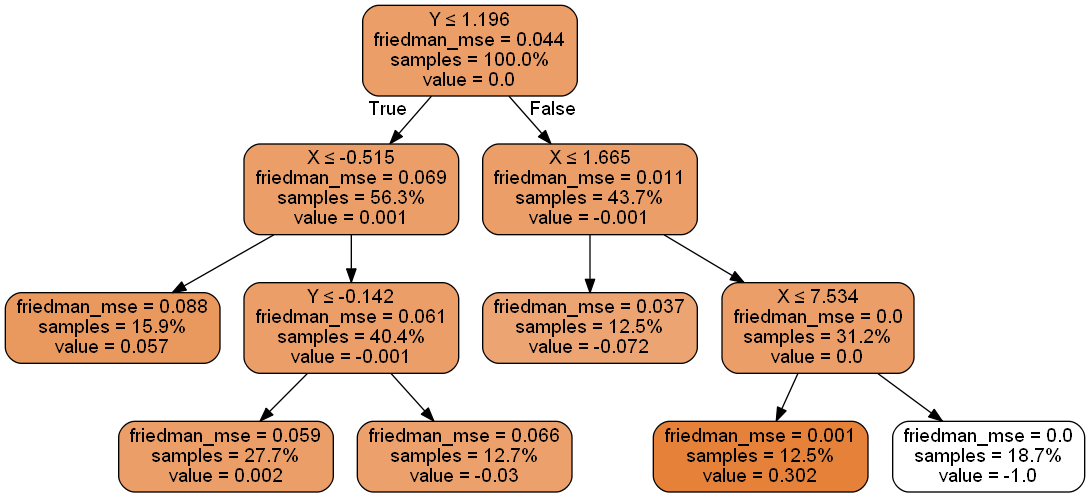 Y ≤ 1.196
friedman_mse = 0.044
samples = 100.0%
value = 0.0
True
False
X ≤ -0.515
friedman_mse = 0.069
samples = 56.3%
value = 0.001
X ≤ 1.665
friedman_mse = 0.011
samples = 43.7%
value = -0.001
friedman_mse = 0.088
samples = 15.9%
value = 0.057
Y ≤ -0.142
friedman_mse = 0.061
samples = 40.4%
value = -0.001
friedman_mse = 0.037
samples = 12.5%
value = -0.072
X ≤ 7.534
friedman_mse = 0.0
samples = 31.2%
value = 0.0
friedman_mse = 0.059
samples = 27.7%
value = 0.002
friedman_mse = 0.066
samples = 12.7%
value = -0.03
friedman_mse = 0.001
samples = 12.5%
value = 0.302
friedman_mse = 0.0
samples = 18.7%
value = -1.0